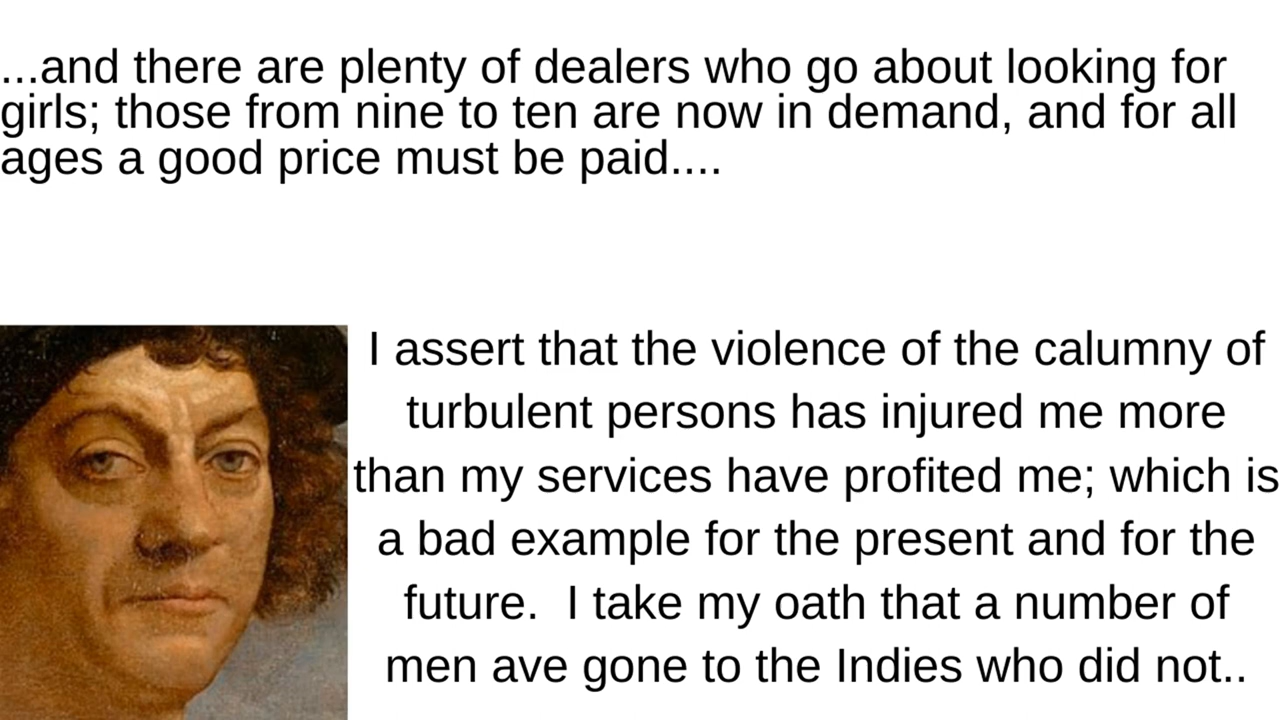 ...and there are plenty of dealers who go about looking for
girls; those from nine to ten are now in demand, and for all
ages a good price must be paid....
I assert that the violence of the calumny of
turbulent persons has injured me more
than my services have profited me; which is
a bad example for the present and for the
future.  I take my oath that a number of
men ave gone to the Indies who did not..